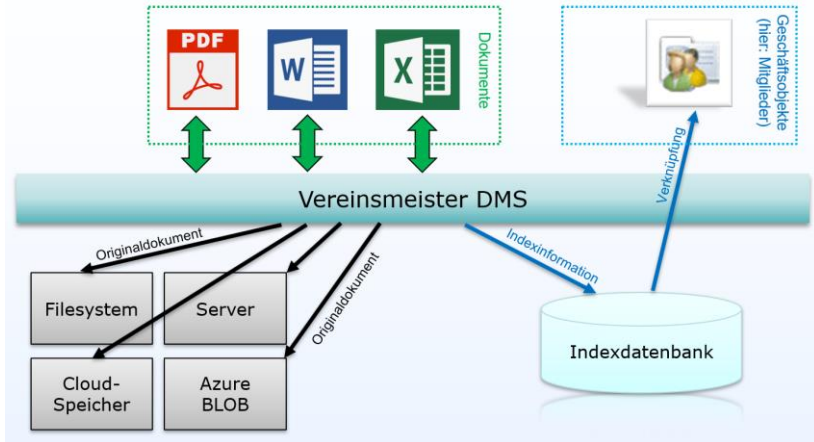 PDF
W
X
Dokumente
Geschäftsobjekte
(hier: Mitglieder)
Verknüpfung
Vereinsmeister DMS
Originaldokument
Indexinformation
Originaldokument
Filesystem
Server
Cloud-
Speicher
Azure
BLOB
Indexdatenbank